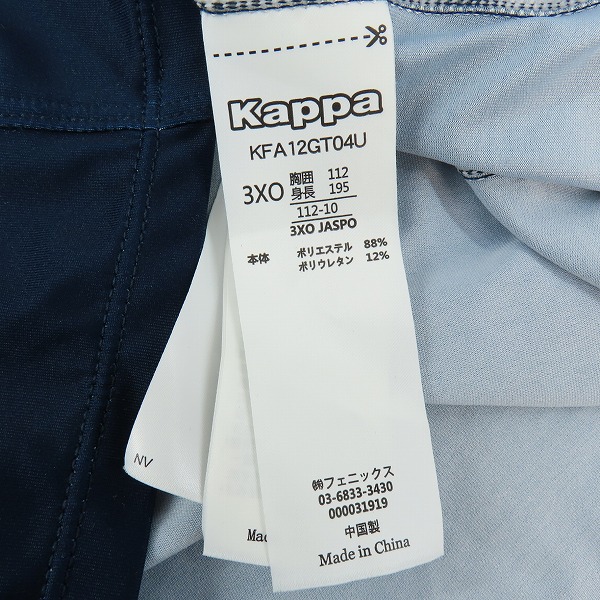 Kappa
KFA12GT04U
3XO 胸囲 112
身長 195
112-10
3XO JASPO
本体 ポリエステル 88%
ポリウレタン 12%
㈱フェニックス
03-6833-3430
000031919
中国製
Made in China
NV
Mad